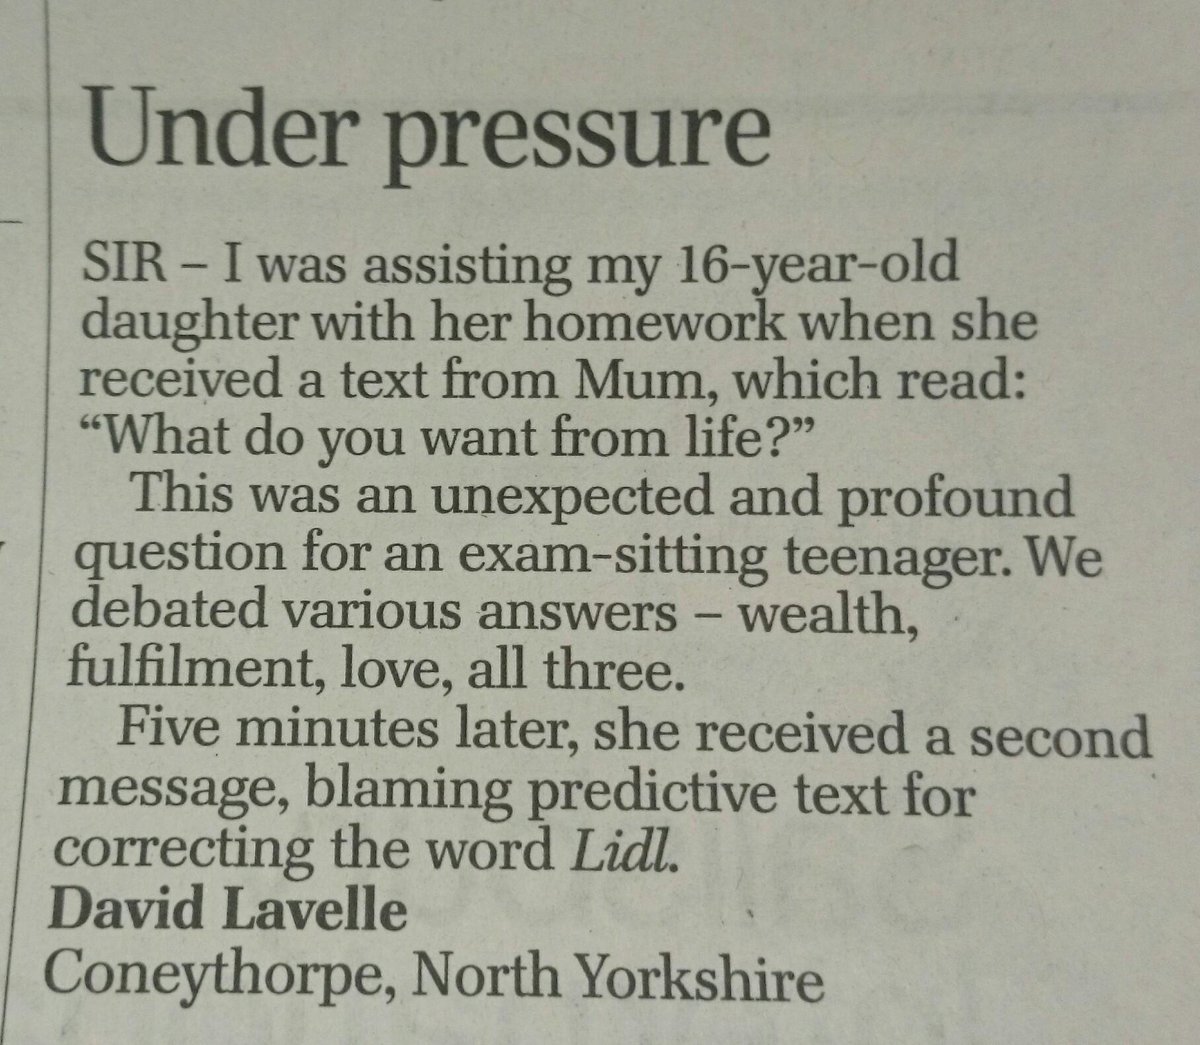 Under pressure
SIR – I was assisting my 16-year-old
daughter with her homework when she
received a text from Mum, which read:
“What do you want from life?”
This was an unexpected and profound
question for an exam-sitting teenager. We
debated various answers – wealth,
fulfilment, love, all three.
Five minutes later, she received a second
message, blaming predictive text for
correcting the word Lidl.
David Lavelle
Coneythorpe, North Yorkshire